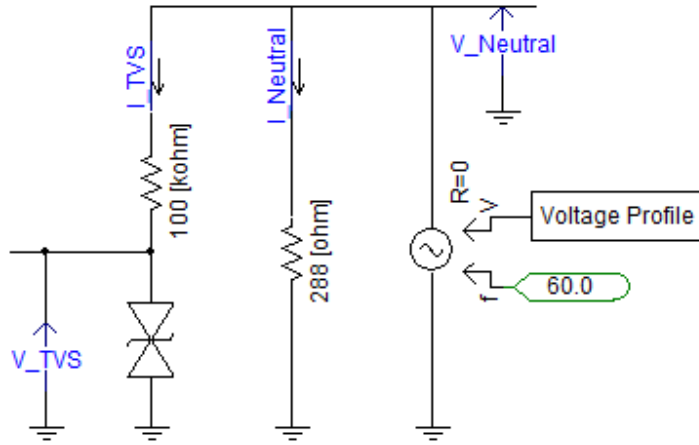 I_TVS
I_Neutral
V_Neutral
100 [kohm]
288 [ohm]
R=0
V
Voltage Profile
f
60.0
V_TVS